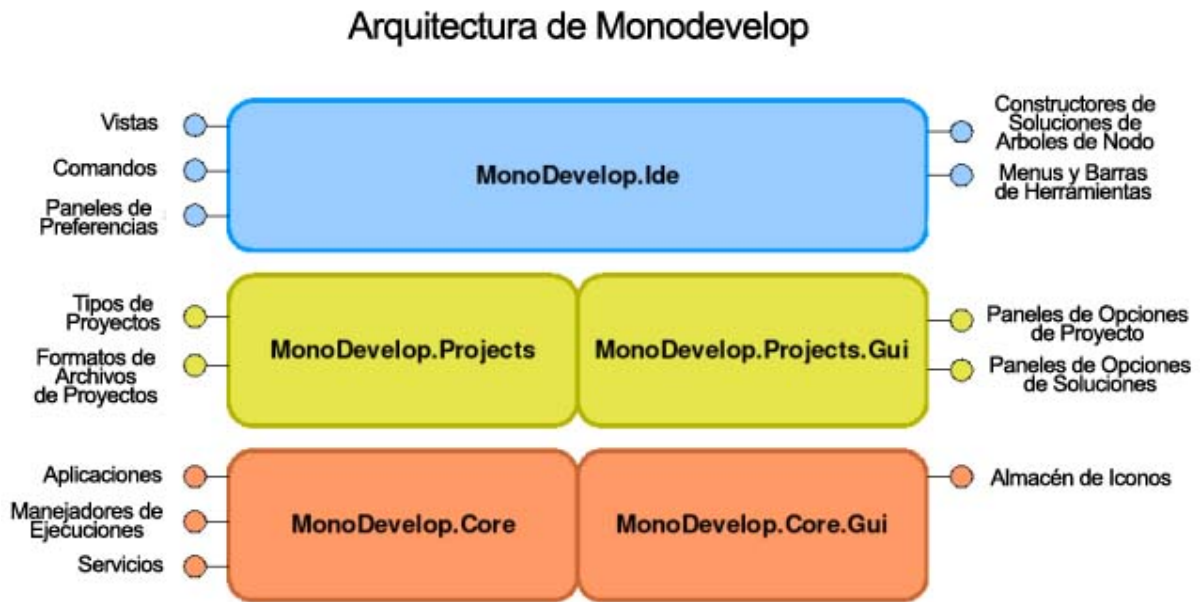 Arquitectura de Monodevelop
Vistas
Comandos
Paneles de
Preferencias
MonoDevelop.Ide
Constructores de
Soluciones de
Arboles de Nodo
Menus y Barras
de Herramientas
Tipos de
Proyectos
Formatos de
Archivos
de Proyectos
MonoDevelop.Projects
MonoDevelop.Projects.Gui
Paneles de Opciones
de Proyecto
Paneles de Opciones
de Soluciones
Aplicaciones
Manejadores de
Ejecuciones
Servicios
MonoDevelop.Core
MonoDevelop.Core.Gui
Almacén de Iconos